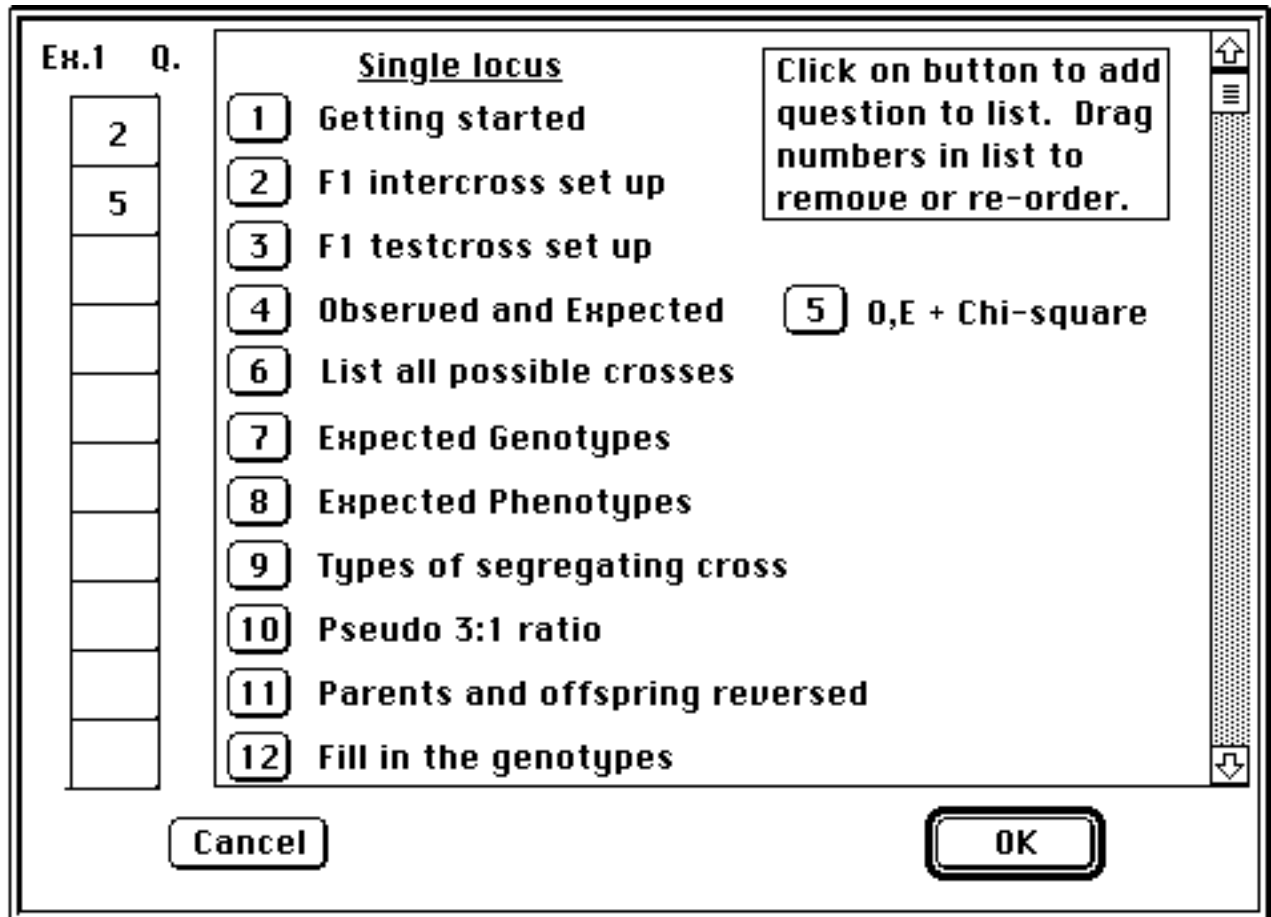 Ex.1 Q.
2
5
Single locus
1 Getting started
2 F1 intercross set up
3 F1 testcross set up
4 Observed and Expected
5 O,E + Chi-square
6 List all possible crosses
7 Expected Genotypes
8 Expected Phenotypes
9 Types of segregating cross
10 Pseudo 3:1 ratio
11 Parents and offspring reversed
12 Fill in the genotypes
Click on button to add
question to list. Drag
numbers in list to
remove or re-order.
Cancel
OK